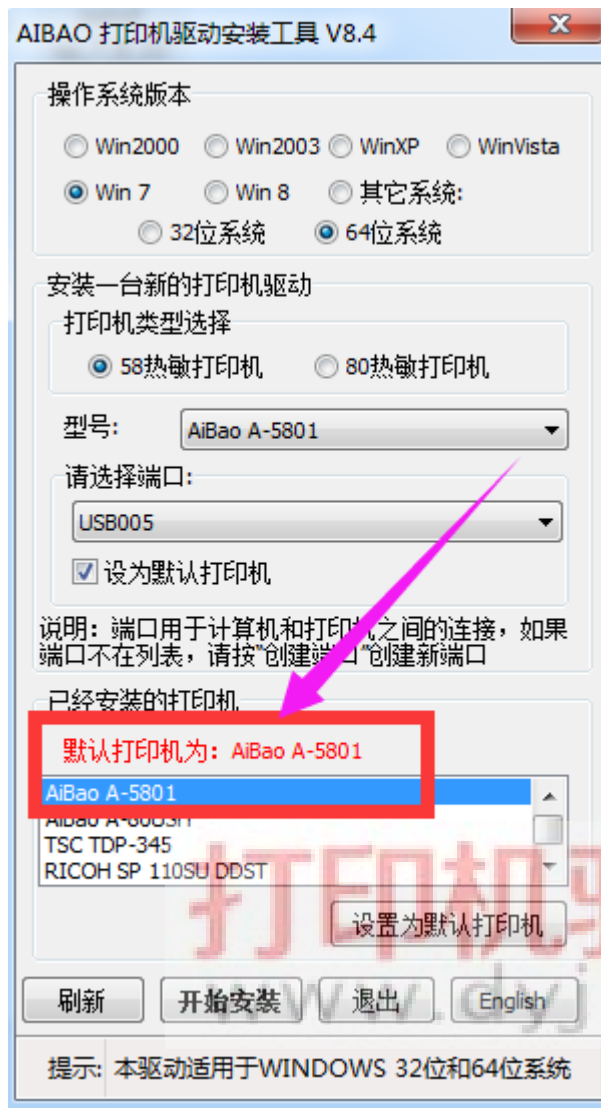 AIBAO 打印机驱动安装工具 V8.4
操作系统版本
Win2000 Win2003 WinXP WinVista
Win 7 Win 8 其它系统:
32位系统 64位系统
安装一台新的打印机驱动
打印机类型选择
58热敏打印机 80热敏打印机
型号: AiBao A-5801
请选择端口:
USB005
设为默认打印机
说明：端口用于计算机和打印机之间的连接，如果
端口不在列表，请按"创建端口"创建新端口
已经安装的打印机
默认打印机为：AiBao A-5801
AiBao A-5801
TSC TDP-345
RICOH SP 110SU DDST
打印机
设置为默认打印机
刷新 开始安装 退出 English
www.dyj
提示: 本驱动适用于WINDOWS 32位和64位系统